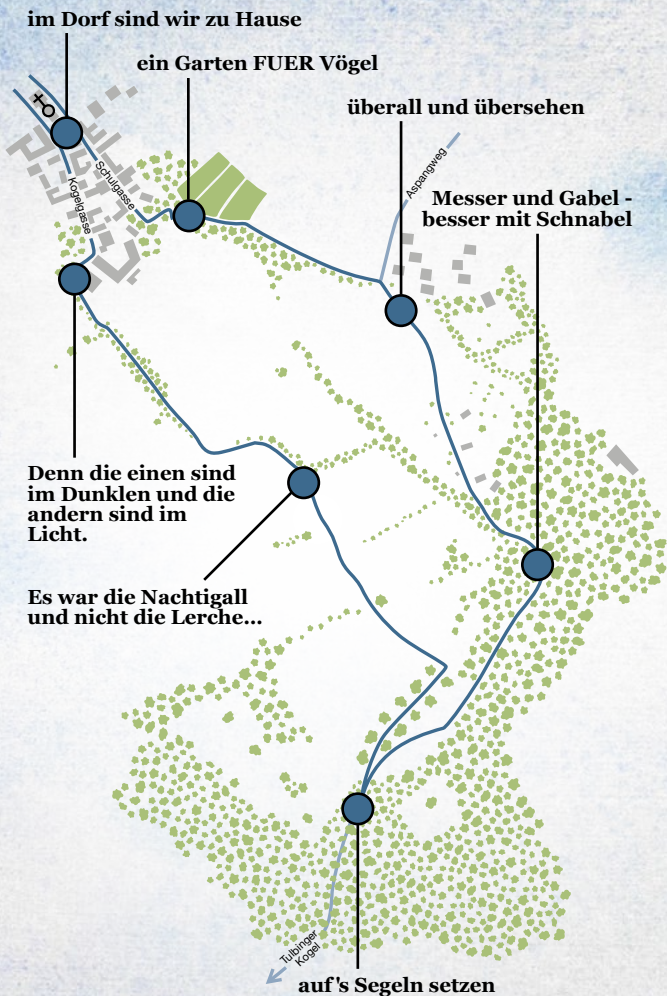 im Dorf sind wir zu Hause
ein Garten FUER Vögel
überall und übersehen
Aspangweg
Messer und Gabel -
besser mit Schnabel
Schulgasse
Kogelgasse
Denn die einen sind
im Dunklen und die
andern sind im
Licht.
Es war die Nachtigall
und nicht die Lerche...
Tulbinger
Kogel
auf's Segeln setzen